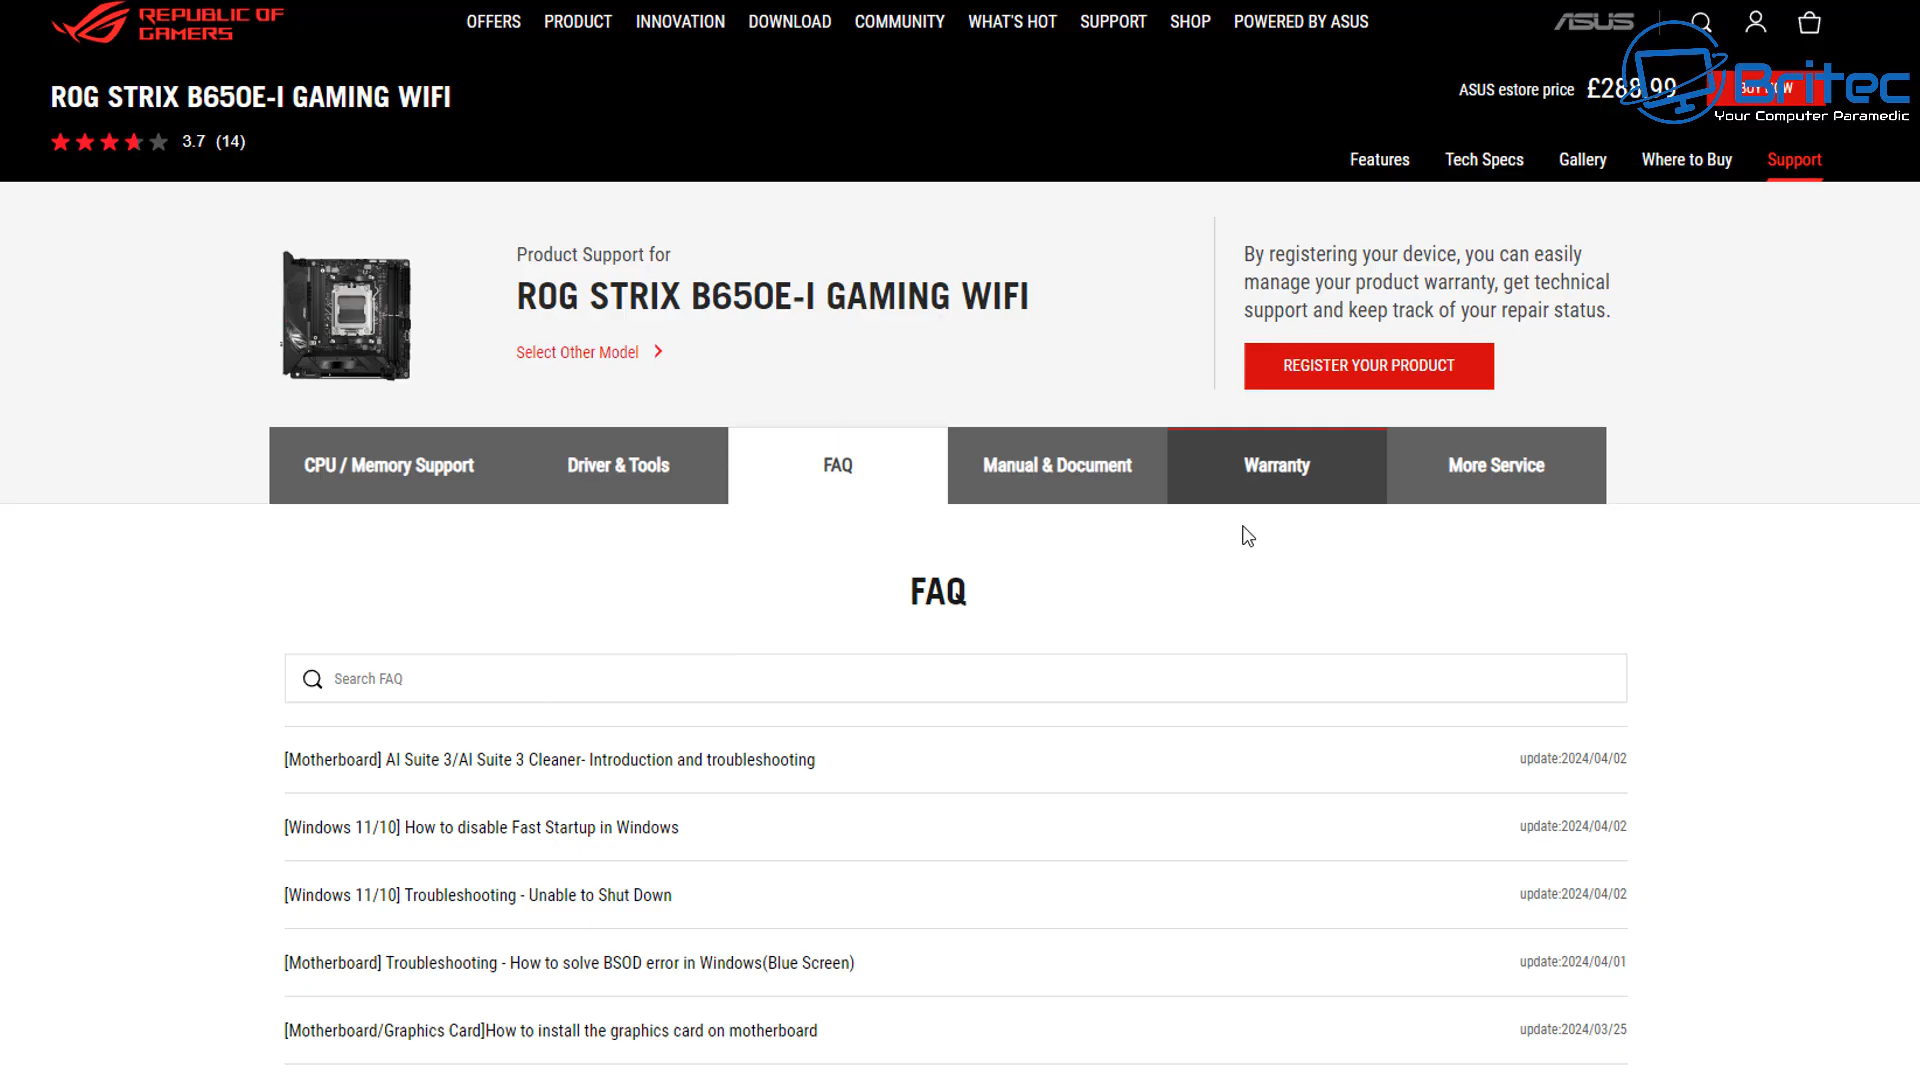 REPUBLIC OF
GAMERS
OFFERS PRODUCT INNOVATION DOWNLOAD COMMUNITY WHAT'S HOT SUPPORT SHOP POWERED BY ASUS
ASUS
ROG STRIX B650E-I GAMING WIFI
ASUS estore price £288.99
BUY NOW
Britec
Your Computer Paramedic
3.7 (14)
Features Tech Specs Gallery Where to Buy Support
Product Support for
ROG STRIX B650E-I GAMING WIFI
Select Other Model
By registering your device, you can easily
manage your product warranty, get technical
support and keep track of your repair status.
REGISTER YOUR PRODUCT
CPU / Memory Support Driver & Tools FAQ Manual & Document Warranty More Service
FAQ
Search FAQ
[Motherboard] AI Suite 3/AI Suite 3 Cleaner- Introduction and troubleshooting update:2024/04/02
[Windows 11/10] How to disable Fast Startup in Windows update:2024/04/02
[Windows 11/10] Troubleshooting - Unable to Shut Down update:2024/04/02
[Motherboard] Troubleshooting - How to solve BSOD error in Windows(Blue Screen) update:2024/04/01
[Motherboard/Graphics Card]How to install the graphics card on motherboard update:2024/03/25